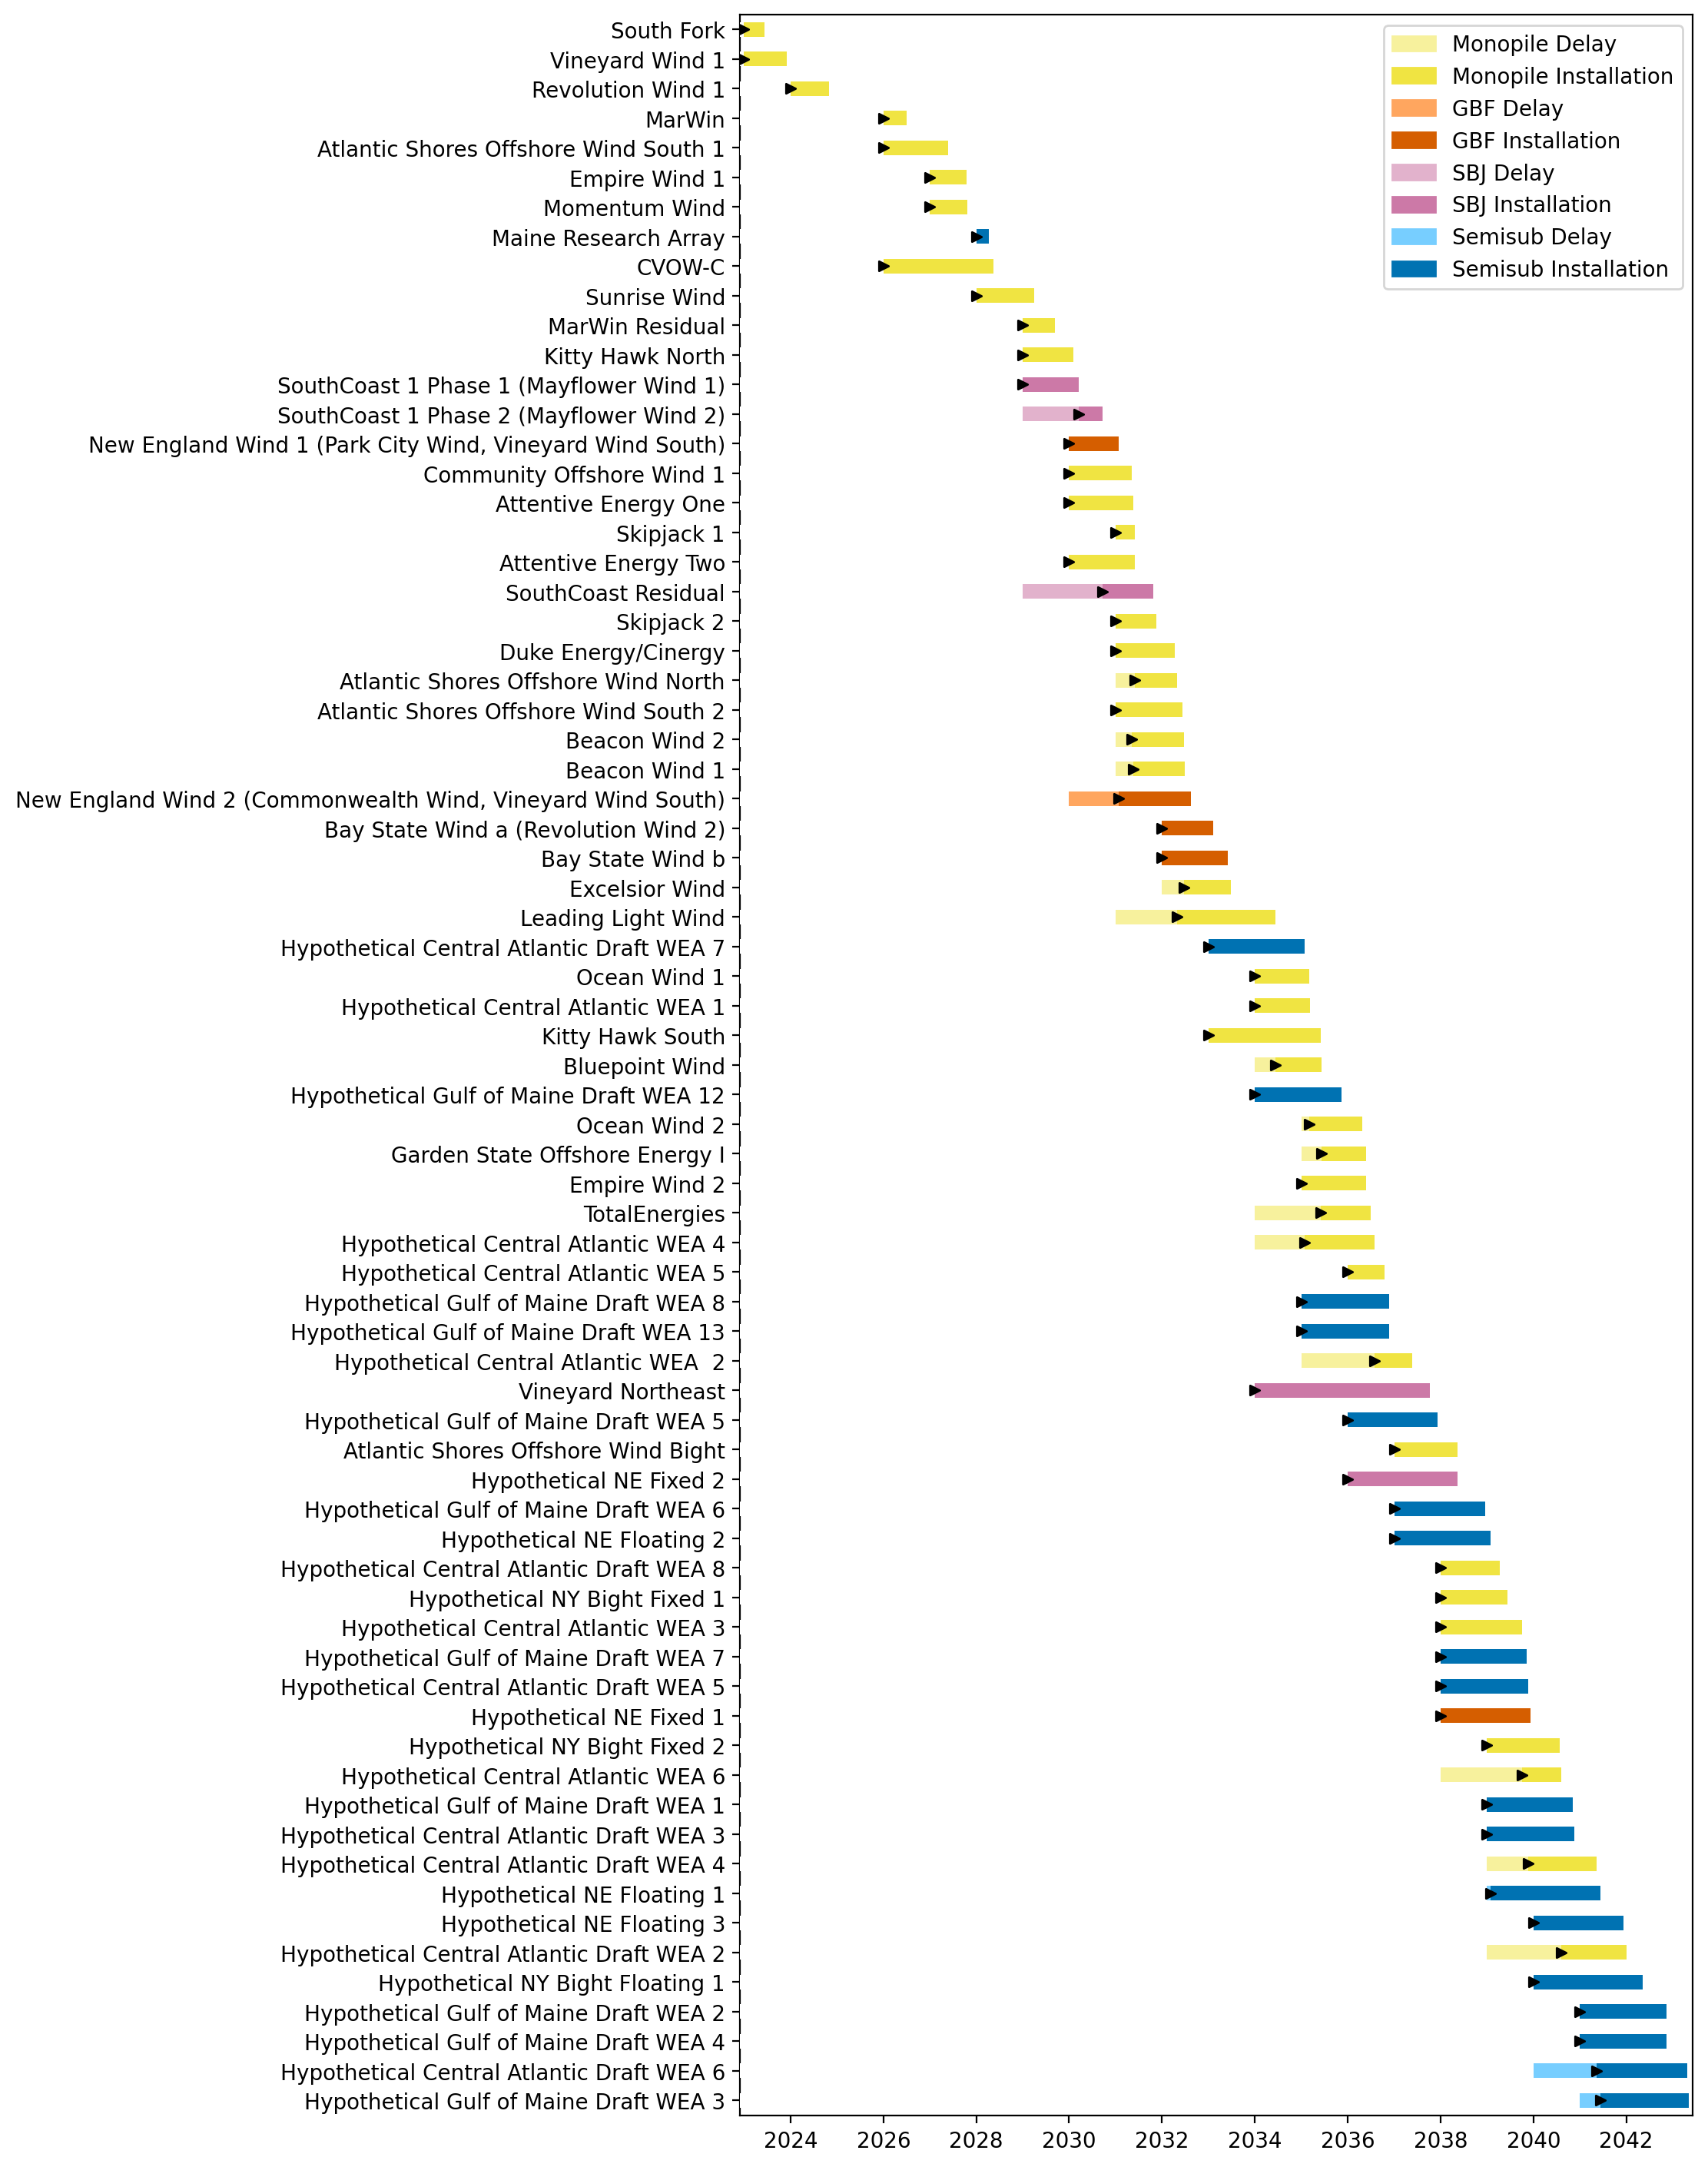 South Fork
Vineyard Wind 1
Revolution Wind 1
MarWin
Atlantic Shores Offshore Wind South 1
Empire Wind 1
Momentum Wind
Maine Research Array
CVOW-C
Sunrise Wind
MarWin Residual
Kitty Hawk North
SouthCoast 1 Phase 1 (Mayflower Wind 1)
SouthCoast 1 Phase 2 (Mayflower Wind 2)
New England Wind 1 (Park City Wind, Vineyard Wind South)
Community Offshore Wind 1
Attentive Energy One
Skipjack 1
Attentive Energy Two
SouthCoast Residual
Skipjack 2
Duke Energy/Cinergy
Atlantic Shores Offshore Wind North
Atlantic Shores Offshore Wind South 2
Beacon Wind 2
Beacon Wind 1
New England Wind 2 (Commonwealth Wind, Vineyard Wind South)
Bay State Wind a (Revolution Wind 2)
Bay State Wind b
Excelsior Wind
Leading Light Wind
Hypothetical Central Atlantic Draft WEA 7
Ocean Wind 1
Hypothetical Central Atlantic WEA 1
Kitty Hawk South
Bluepoint Wind
Hypothetical Gulf of Maine Draft WEA 12
Ocean Wind 2
Garden State Offshore Energy I
Empire Wind 2
TotalEnergies
Hypothetical Central Atlantic WEA 4
Hypothetical Central Atlantic WEA 5
Hypothetical Gulf of Maine Draft WEA 8
Hypothetical Gulf of Maine Draft WEA 13
Hypothetical Central Atlantic WEA  2
Vineyard Northeast
Hypothetical Gulf of Maine Draft WEA 5
Atlantic Shores Offshore Wind Bight
Hypothetical NE Fixed 2
Hypothetical Gulf of Maine Draft WEA 6
Hypothetical NE Floating 2
Hypothetical Central Atlantic Draft WEA 8
Hypothetical NY Bight Fixed 1
Hypothetical Central Atlantic WEA 3
Hypothetical Gulf of Maine Draft WEA 7
Hypothetical Central Atlantic Draft WEA 5
Hypothetical NE Fixed 1
Hypothetical NY Bight Fixed 2
Hypothetical Central Atlantic WEA 6
Hypothetical Gulf of Maine Draft WEA 1
Hypothetical Central Atlantic Draft WEA 3
Hypothetical Central Atlantic Draft WEA 4
Hypothetical NE Floating 1
Hypothetical NE Floating 3
Hypothetical Central Atlantic Draft WEA 2
Hypothetical NY Bight Floating 1
Hypothetical Gulf of Maine Draft WEA 2
Hypothetical Gulf of Maine Draft WEA 4
Hypothetical Central Atlantic Draft WEA 6
Hypothetical Gulf of Maine Draft WEA 3
Monopile Delay
Monopile Installation
GBF Delay
GBF Installation
SBJ Delay
SBJ Installation
Semisub Delay
Semisub Installation
2024 2026 2028 2030 2032 2034 2036 2038 2040 2042